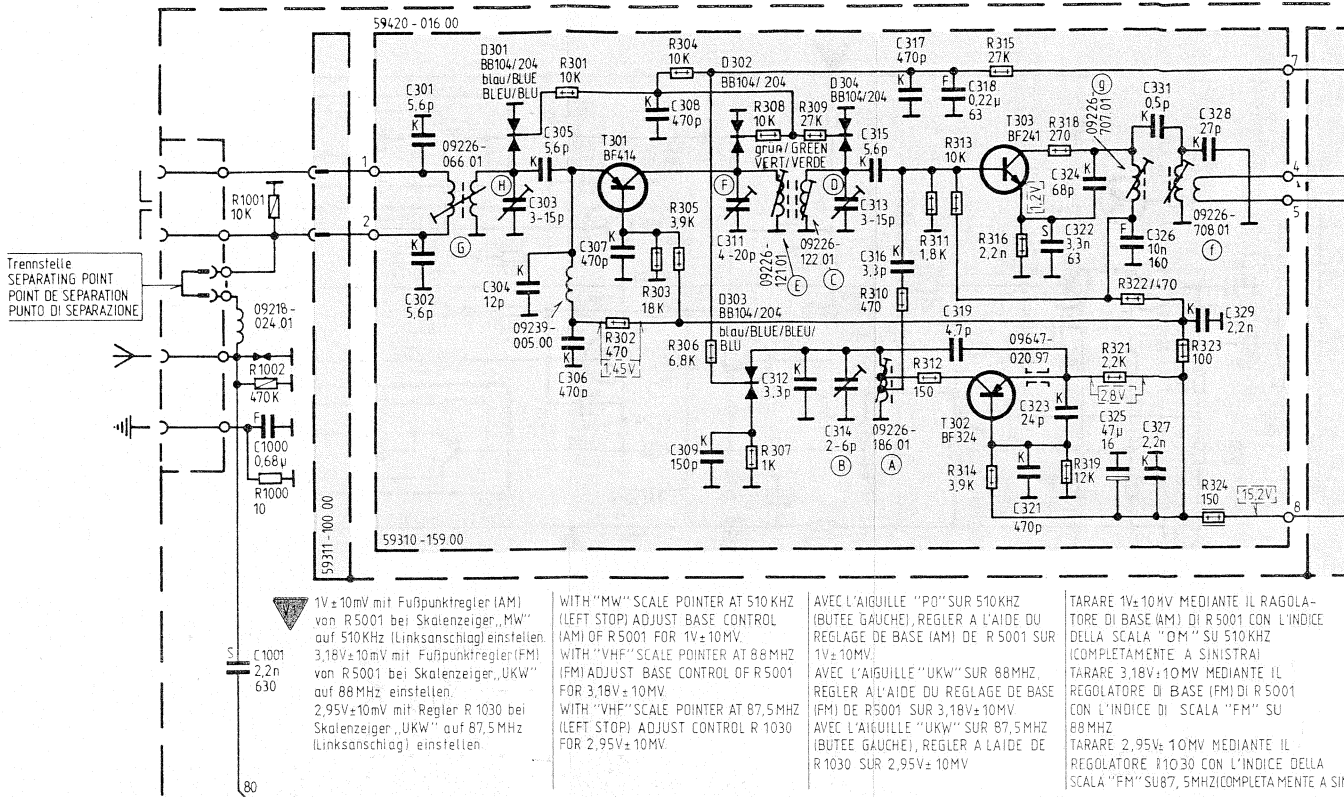 59420-016 00
D301
BB104/204
blau/BLUE
BLEU/BLU
R301
10K
R304
10K
D302
BB104/204
C317
470p
R315
27K
7
C301
5,6p
K
C308
470p
K
R308
10K
R309
27K
D304
BB104/204
K
F
C318
0,22µ
63
g
C331
0,5p
K
C328
27p
K
09226-
066 01
C305
5,6p
K
T301
BF414
grün/GREEN
VERT/VERDE
C315
5,6p
K
R313
10K
T303
BF241
R318
270
09226-
707 01
1
H
F
D
C324
68p
K
4
R1001
10K
C303
3-15p
R305
3,9K
C313
3-15p
1,2V
5
2
G
C307
470p
K
C311
4-20p
09226-
121 01
E
09226-
122 01
C
R311
1,8K
R316
2,2n
S
C322
3,3n
63
F
C326
10n
160
09226-
708 01
f
Trennstelle
SEPARATING POINT
POINT DE SEPARATION
PUNTO DI SEPARAZIONE
K
C302
5,6p
K
C304
12p
R303
18K
C316
3,3p
K
R310
470
R322/470
09218-
024.01
09239-
005.00
R302
470
1,45V
D303
BB104/204
blau/BLUE/BLEU/
BLU
C319
4,7p
K
C329
2,2n
K
K
C306
470p
R306
6,8K
09647-
020.97
R323
100
R1002
470K
C312
3,3p
K
R312
150
R321
2,2K
2,8V
F
C1000
0,68µ
R1000
10
K
C309
150p
R307
1K
C314
2-6p
B
09226-
186 01
A
T302
BF324
C323
24p
K
C325
47µ
16
C327
2,2n
K
R314
3,9K
K
C321
470p
R319
12K
R324
150
15,2V
8
59311-100 00
59310-159.00
S
C1001
2,2n
630
80
1V±10mV mit Fußpunktregler (AM)
von R5001 bei Skalenzeiger„MW"
auf 510KHz (Linksanschlag) einstellen.
3,18V±10mV mit Fußpunktregler(FM)
von R5001 bei Skalenzeiger„UKW"
auf 88MHz einstellen.
2,95V±10mV mit Regler R 1030 bei
Skalenzeiger „UKW" auf 87,5MHz
(Linksanschlag) einstellen.
WITH "MW" SCALE POINTER AT 510 KHZ
(LEFT STOP) ADJUST BASE CONTROL
(AM) OF R5001 FOR 1V±10MV.
WITH "VHF" SCALE POINTER AT 88MHZ
(FM) ADJUST BASE CONTROL OF R5001
FOR 3,18V±10MV.
WITH "VHF" SCALE POINTER AT 87,5MHZ
(LEFT STOP) ADJUST CONTROL R 1030
FOR 2,95V±10MV.
AVEC L'AIGUILLE "PO" SUR 510KHZ
(BUTEE GAUCHE), REGLER A L'AIDE DU
REGLAGE DE BASE (AM) DE R 5001 SUR
1V±10MV.
AVEC L'AIGUILLE "UKW" SUR 88MHZ,
REGLER A L'AIDE DU REGLAGE DE BASE
(FM) DE R5001 SUR 3,18V±10MV.
AVEC L'AIGUILLE "UKW" SUR 87,5MHZ
(BUTEE GAUCHE), REGLER A LAIDE DE
R1030 SUR 2,95V±10MV
TARARE 1V±10MV MEDIANTE IL RAGOLA-
TORE DI BASE (AM) DI R 5001 CON L'INDICE
DELLA SCALA "OM" SU 510KHZ
(COMPLETAMENTE A SINISTRA)
TARARE 3,18V±10MV MEDIANTE IL
REGOLATORE DI BASE (FM) DI R 5001
CON L'INDICE DI SCALA "FM" SU
88MHZ
TARARE 2,95V±10MV MEDIANTE IL
REGOLATORE R1030 CON L'INDICE DELLA
SCALA "FM" SU87, 5MHZ(COMPLETAMENTE A SIN